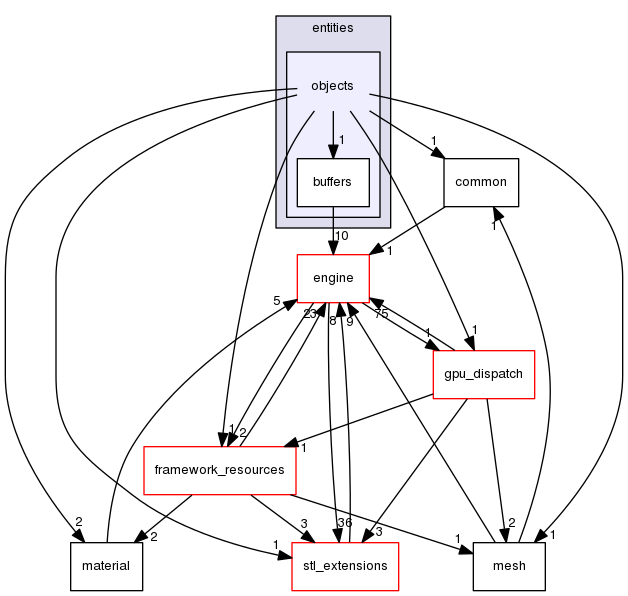 entities
objects
1
1
buffers
common
10
1
1
engine
5
23
8
9
75
1
1
gpu_dispatch
1
2
1
framework_resources
2
2
3
36
3
1
2
1
1
material
stl_extensions
mesh